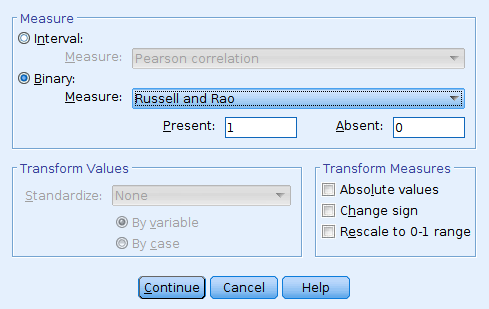 Measure
Interval:
Measure: Pearson correlation
Binary:
Measure: Russell and Rao
Present: 1 Absent: 0
Transform Values
Standardize: None
By variable
By case
Transform Measures
Absolute values
Change sign
Rescale to 0-1 range
Continue Cancel Help